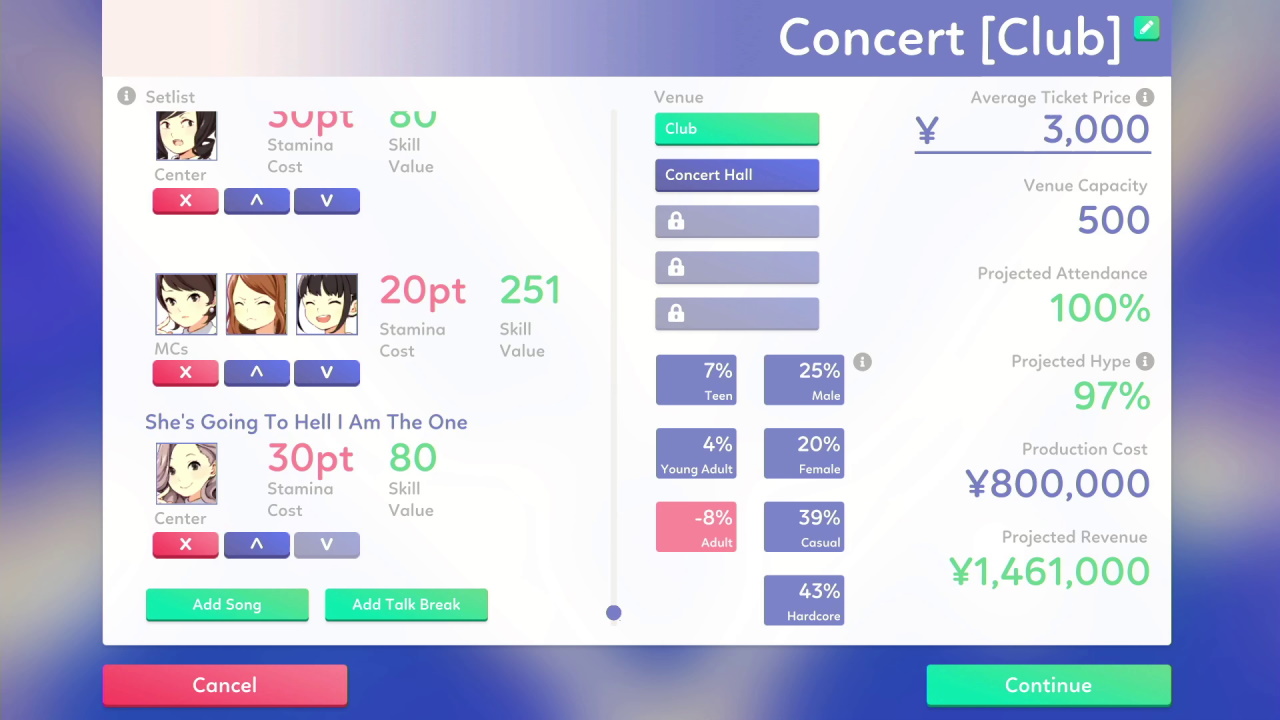 Concert [Club]
Setlist
30pt
80
Stamina Cost
Skill Value
Center
X
^
v
20pt
251
Stamina Cost
Skill Value
MCs
X
^
v
She's Going To Hell I Am The One
30pt
80
Stamina Cost
Skill Value
Center
X
^
v
Add Song
Add Talk Break
Venue
Club
Concert Hall
7%
Teen
25%
Male
4%
Young Adult
20%
Female
-8%
Adult
39%
Casual
43%
Hardcore
Average Ticket Price
¥ 3,000
Venue Capacity
500
Projected Attendance
100%
Projected Hype
97%
Production Cost
¥800,000
Projected Revenue
¥1,461,000
Cancel
Continue